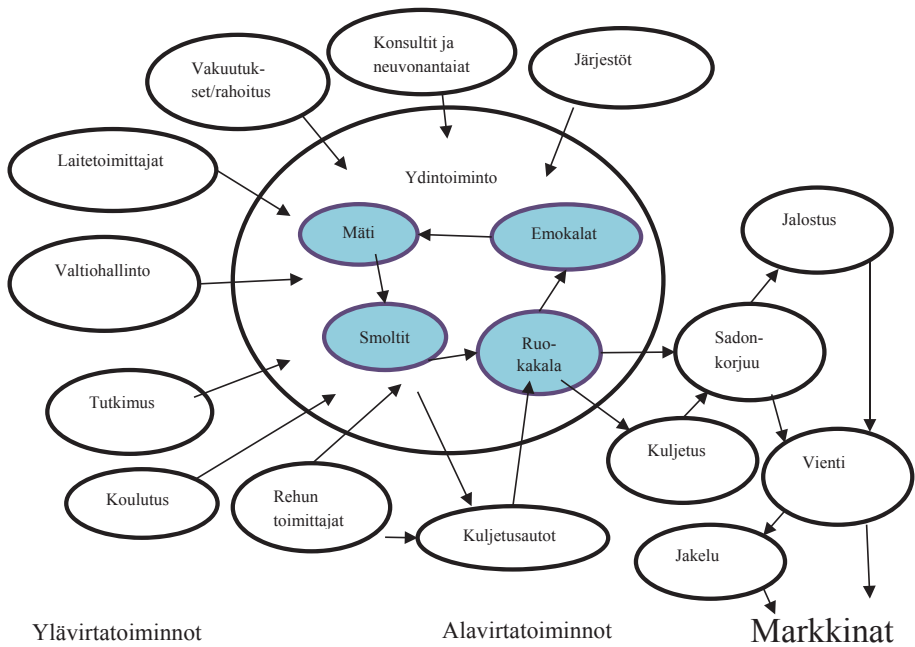 Konsultit ja
neuvonantaiat
Järjestöt
Vakuutuk-
set/rahoitus
Laitetoimittajat
Ydintoiminto
Jalostus
Mäti
Emokalat
Valtiohallinto
Smoltit
Ruo-
kakala
Sadon-
korjuu
Tutkimus
Kuljetus
Vienti
Koulutus
Rehun
toimittajat
Kuljetusautot
Jakelu
Ylävirtatoiminnot
Alavirtatoiminnot
Markkinat